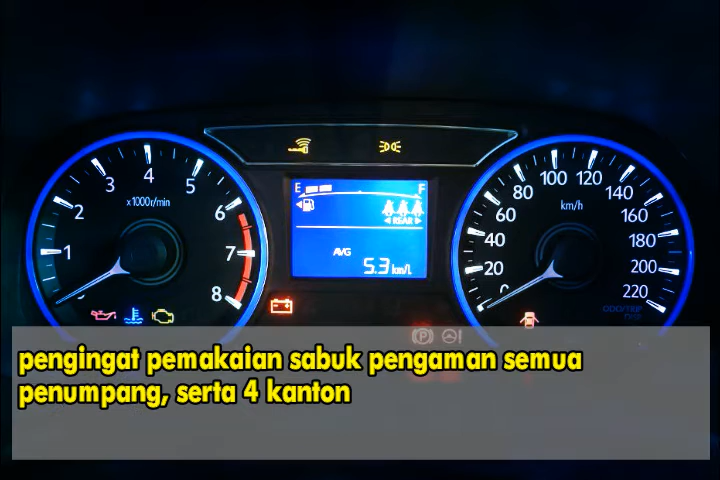 E F
REAR
AVG
5.3 km/L
1 2 3 4 5 6 7 8
x1000r/min
0 20 40 60 80 100 120 140 160 180 200 220
km/h
ODO/TRIP
P
pengingat pemakaian sabuk pengaman semua
penumpang, serta 4 kanton